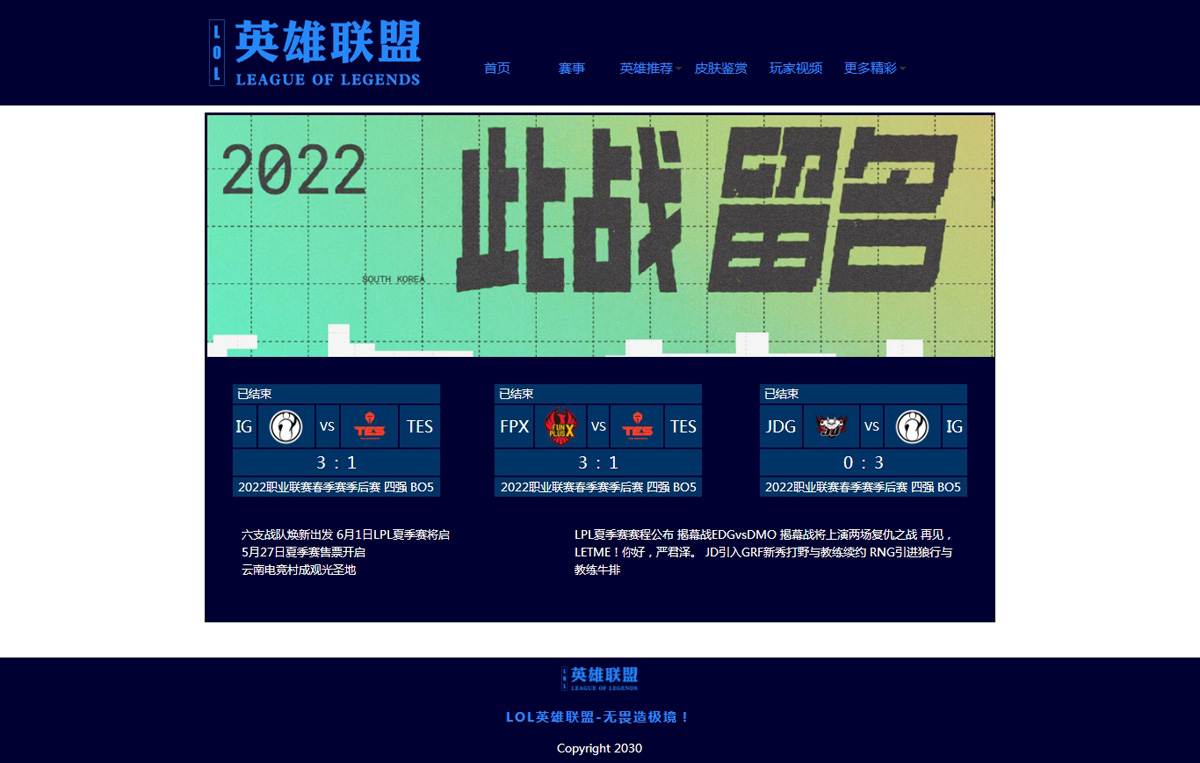 LOL
英雄联盟
LEAGUE OF LEGENDS
首页 赛事 英雄推荐 皮肤鉴赏 玩家视频 更多精彩
2022
此战留名
SOUTH KOREA
已结束
IG VS TES TES
3 : 1
2022职业联赛春季赛季后赛 四强 BO5
已结束
FPX FUN PLUS X VS TES TES
3 : 1
2022职业联赛春季赛季后赛 四强 BO5
已结束
JDG JD VS IG
0 : 3
2022职业联赛春季赛季后赛 四强 BO5
六支战队焕新出发 6月1日LPL夏季赛将启
5月27日夏季赛售票开启
云南电竞村成观光圣地
LPL夏季赛赛程公布 揭幕战EDGvsDMO 揭幕战将上演两场复仇之战 再见，
LETME！你好，严君泽。 JD引入GRF新秀打野与教练续约 RNG引进狼行与
教练牛排
LOL
英雄联盟
LEAGUE OF LEGENDS
LOL英雄联盟-无畏造极境！
Copyright 2030